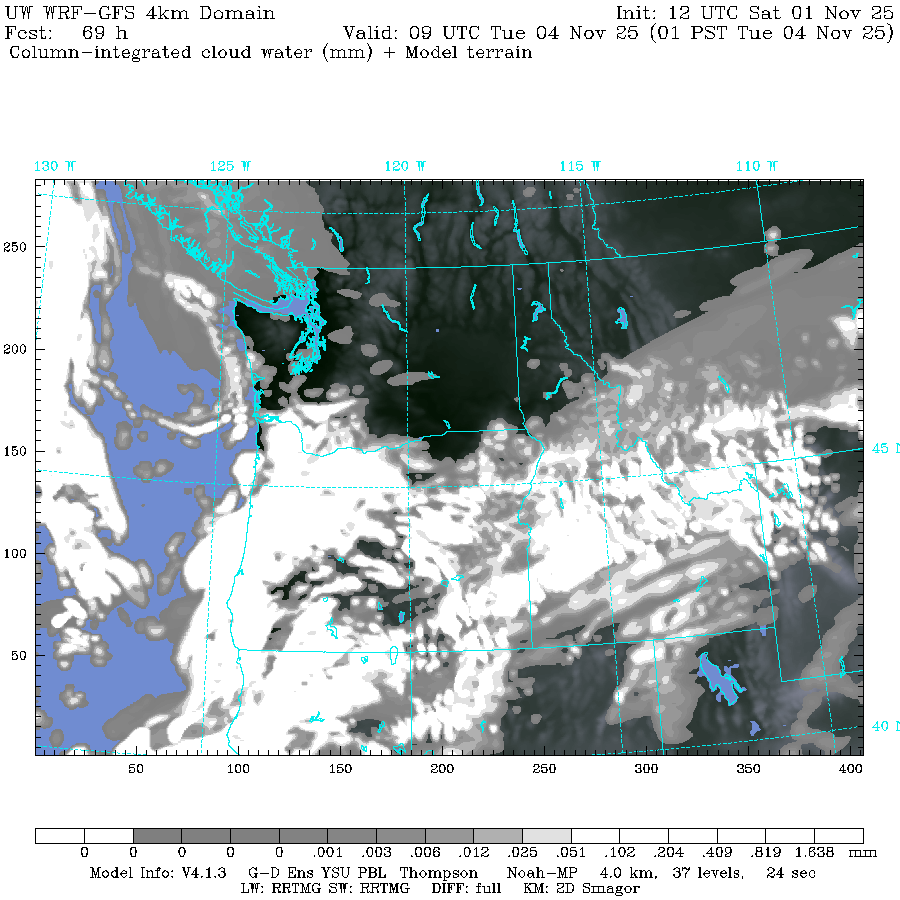 UW WRF-GFS 4km Domain Init: 12 UTC Sat 01 Nov 25
Fcst: 69 h Valid: 09 UTC Tue 04 Nov 25 (01 PST Tue 04 Nov 25)
Column-integrated cloud water (mm) + Model terrain
130 W 125 W 120 W 115 W 110 W
250
200
150
45 N
100
50
40 N
50 100 150 200 250 300 350 400
0 0 0 0 0 .001 .003 .006 .012 .025 .051 .102 .204 .409 .819 1.638 mm
Model Info: V4.1.3 G-D Ens YSU PBL Thompson Noah-MP 4.0 km, 37 levels, 24 sec
LW: RRTMG SW: RRTMG DIFF: full KM: 2D Smagor